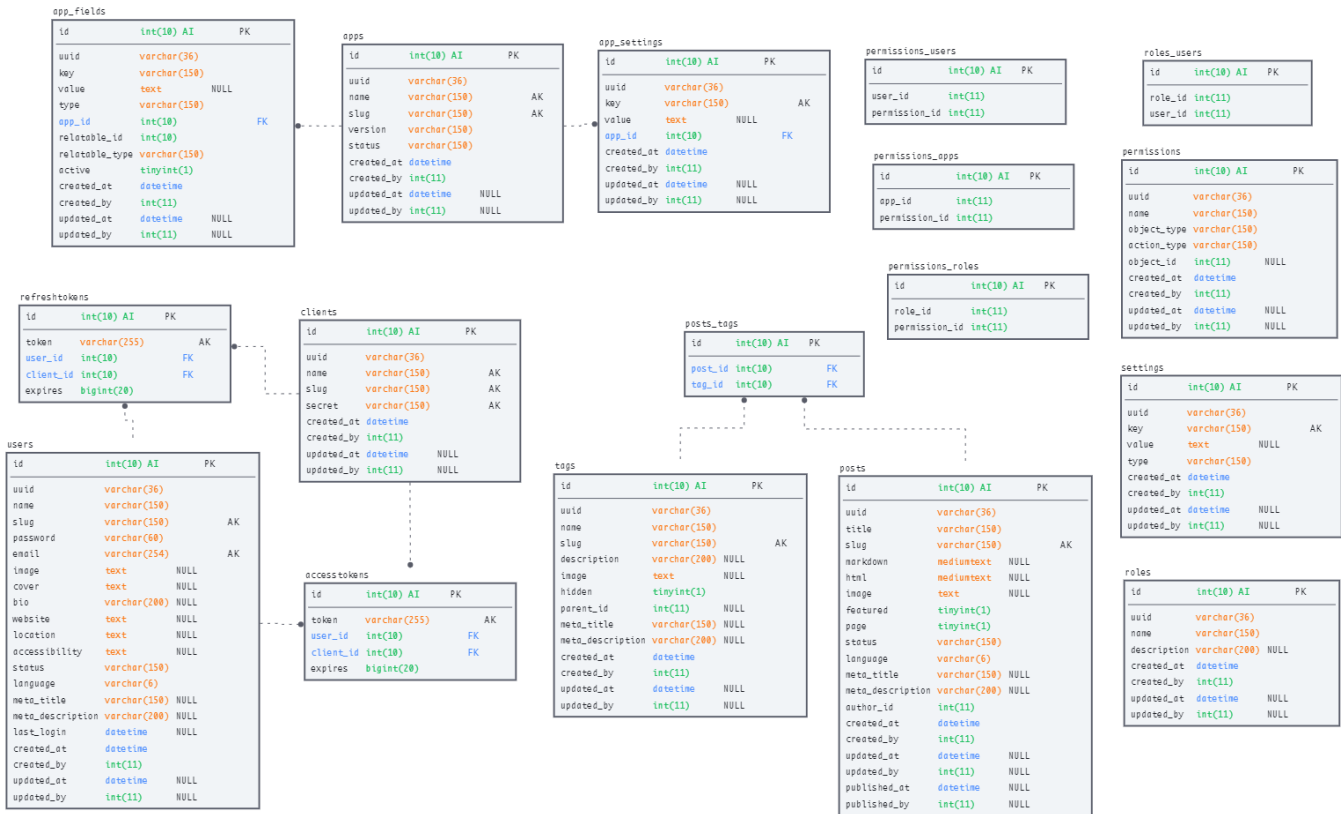 app_fields
id int(10) AI PK
uuid varchar(36)
key varchar(150)
value text NULL
type varchar(150)
app_id int(10) FK
relatable_id int(10)
relatable_type varchar(150)
active tinyint(1)
created_at datetime
created_by int(11)
updated_at datetime NULL
updated_by int(11) NULL
apps
id int(10) AI PK
uuid varchar(36)
name varchar(150) AK
slug varchar(150) AK
version varchar(150)
status varchar(150)
created_at datetime
created_by int(11)
updated_at datetime NULL
updated_by int(11) NULL
app_settings
id int(10) AI PK
uuid varchar(36)
key varchar(150) AK
value text NULL
app_id int(10) FK
created_at datetime
created_by int(11)
updated_at datetime NULL
updated_by int(11) NULL
permissions_users
id int(10) AI PK
user_id int(11)
permission_id int(11)
roles_users
id int(10) AI PK
role_id int(11)
user_id int(11)
permissions_apps
id int(10) AI PK
app_id int(11)
permission_id int(11)
permissions
id int(10) AI PK
uuid varchar(36)
name varchar(150)
object_type varchar(150)
action_type varchar(150)
object_id int(11) NULL
created_at datetime
created_by int(11)
updated_at datetime NULL
updated_by int(11) NULL
permissions_roles
id int(10) AI PK
role_id int(11)
permission_id int(11)
refreshtokens
id int(10) AI PK
token varchar(255) AK
user_id int(10) FK
client_id int(10) FK
expires bigint(20)
clients
id int(10) AI PK
uuid varchar(36)
name varchar(150) AK
slug varchar(150) AK
secret varchar(150) AK
created_at datetime
created_by int(11)
updated_at datetime NULL
updated_by int(11) NULL
posts_tags
id int(10) AI PK
post_id int(10) FK
tag_id int(10) FK
settings
id int(10) AI PK
uuid varchar(36)
key varchar(150) AK
value text NULL
type varchar(150)
created_at datetime
created_by int(11)
updated_at datetime NULL
updated_by int(11) NULL
users
id int(10) AI PK
uuid varchar(36)
name varchar(150)
slug varchar(150) AK
password varchar(60)
email varchar(254) AK
image text NULL
cover text NULL
bio varchar(200) NULL
website text NULL
location text NULL
accessibility text NULL
status varchar(150)
language varchar(6)
meta_title varchar(150) NULL
meta_description varchar(200) NULL
last_login datetime NULL
created_at datetime
created_by int(11)
updated_at datetime NULL
updated_by int(11) NULL
accesstokens
id int(10) AI PK
token varchar(255) AK
user_id int(10) FK
client_id int(10) FK
expires bigint(20)
tags
id int(10) AI PK
uuid varchar(36)
name varchar(150)
slug varchar(150) AK
description varchar(200) NULL
image text NULL
hidden tinyint(1)
parent_id int(11) NULL
meta_title varchar(150) NULL
meta_description varchar(200) NULL
created_at datetime
created_by int(11)
updated_at datetime NULL
updated_by int(11) NULL
posts
id int(10) AI PK
uuid varchar(36)
title varchar(150)
slug varchar(150) AK
markdown mediumtext NULL
html mediumtext NULL
image text NULL
featured tinyint(1)
page tinyint(1)
status varchar(150)
language varchar(6)
meta_title varchar(150) NULL
meta_description varchar(200) NULL
author_id int(11)
created_at datetime
created_by int(11)
updated_at datetime NULL
updated_by int(11) NULL
published_at datetime NULL
published_by int(11) NULL
roles
id int(10) AI PK
uuid varchar(36)
name varchar(150)
description varchar(200) NULL
created_at datetime
created_by int(11)
updated_at datetime NULL
updated_by int(11) NULL